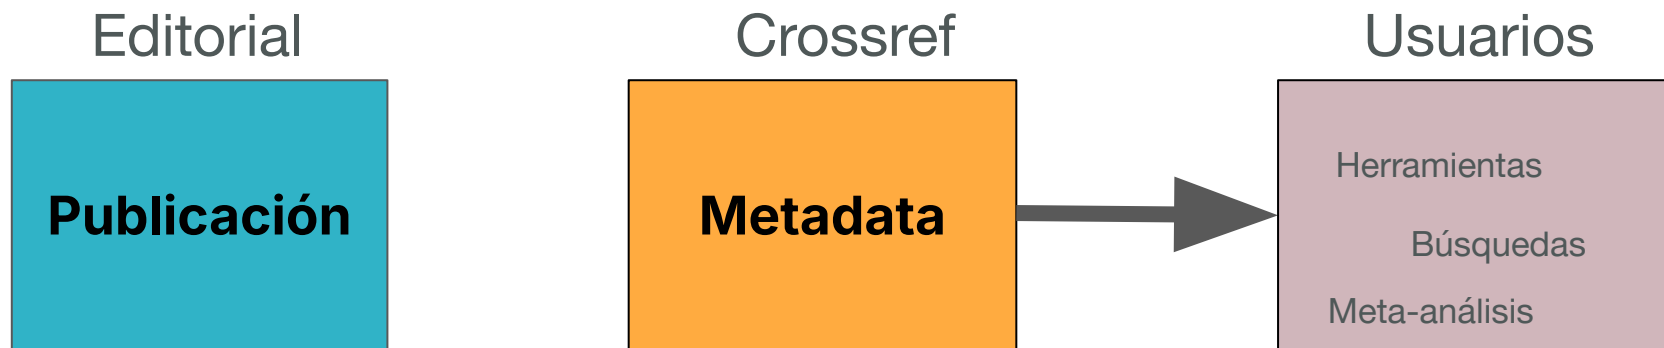 Editorial
Publicación
Crossref
Metadata
Usuarios
Herramientas
Búsquedas
Meta-análisis